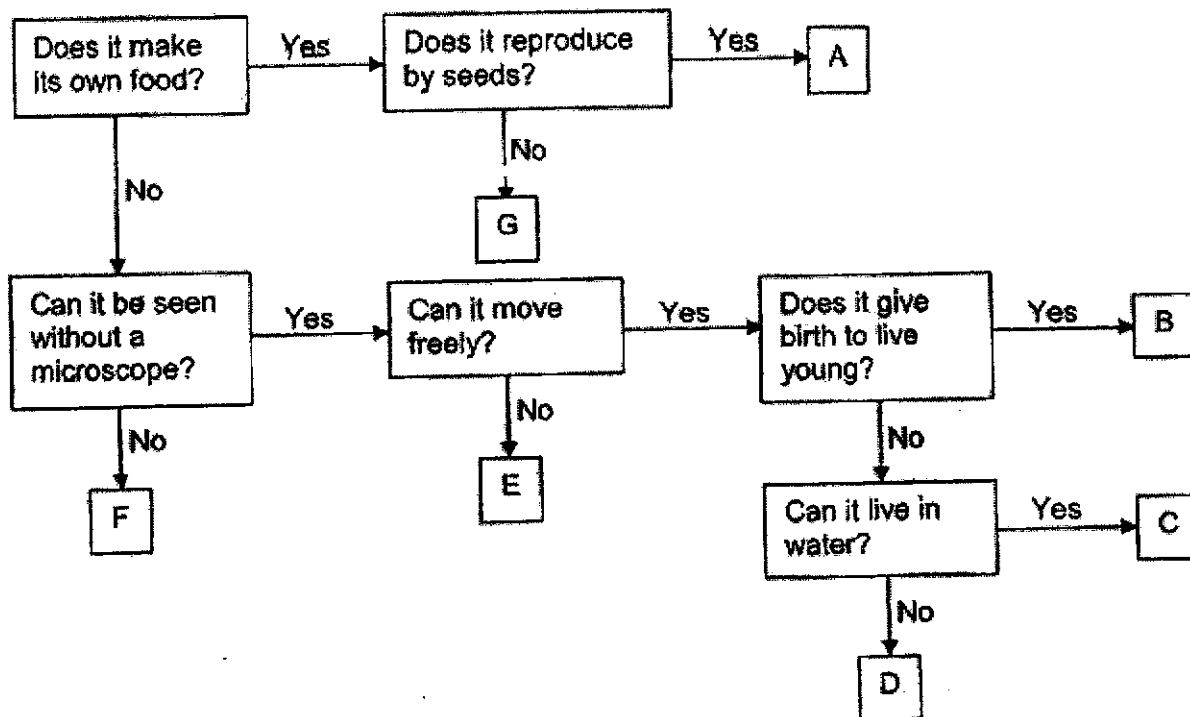 Does it make
its own food?
Yes
Does it reproduce
by seeds?
Yes
A
No
No
G
Can it be seen
without a
microscope?
Yes
Can it move
freely?
Yes
Does it give
birth to live
young?
Yes
B
No
No
No
F
E
Can it live in
water?
Yes
C
No
D